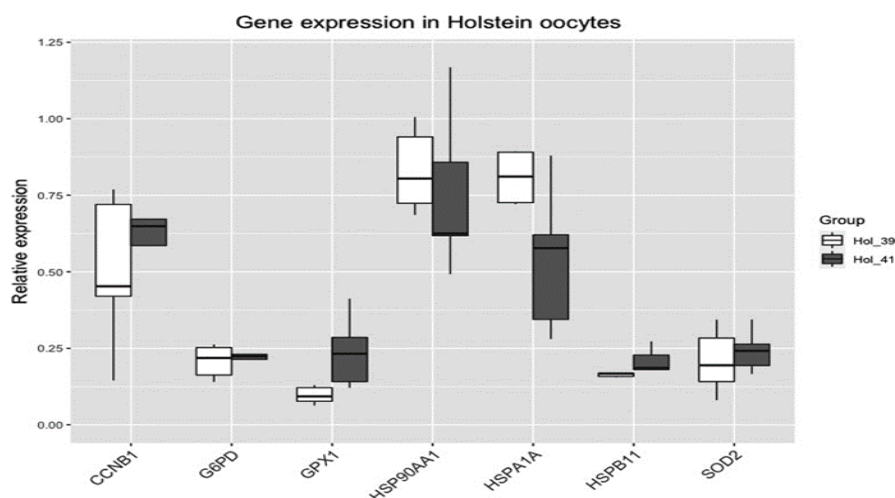 Gene expression in Holstein oocytes
Relative expression
1.25
1.00
0.75
0.50
0.25
0.00
CCNB1
G6PD
GPX1
HSP90AA1
HSPA1A
HSPB11
SOD2
Group
Hol_39
Hol_41